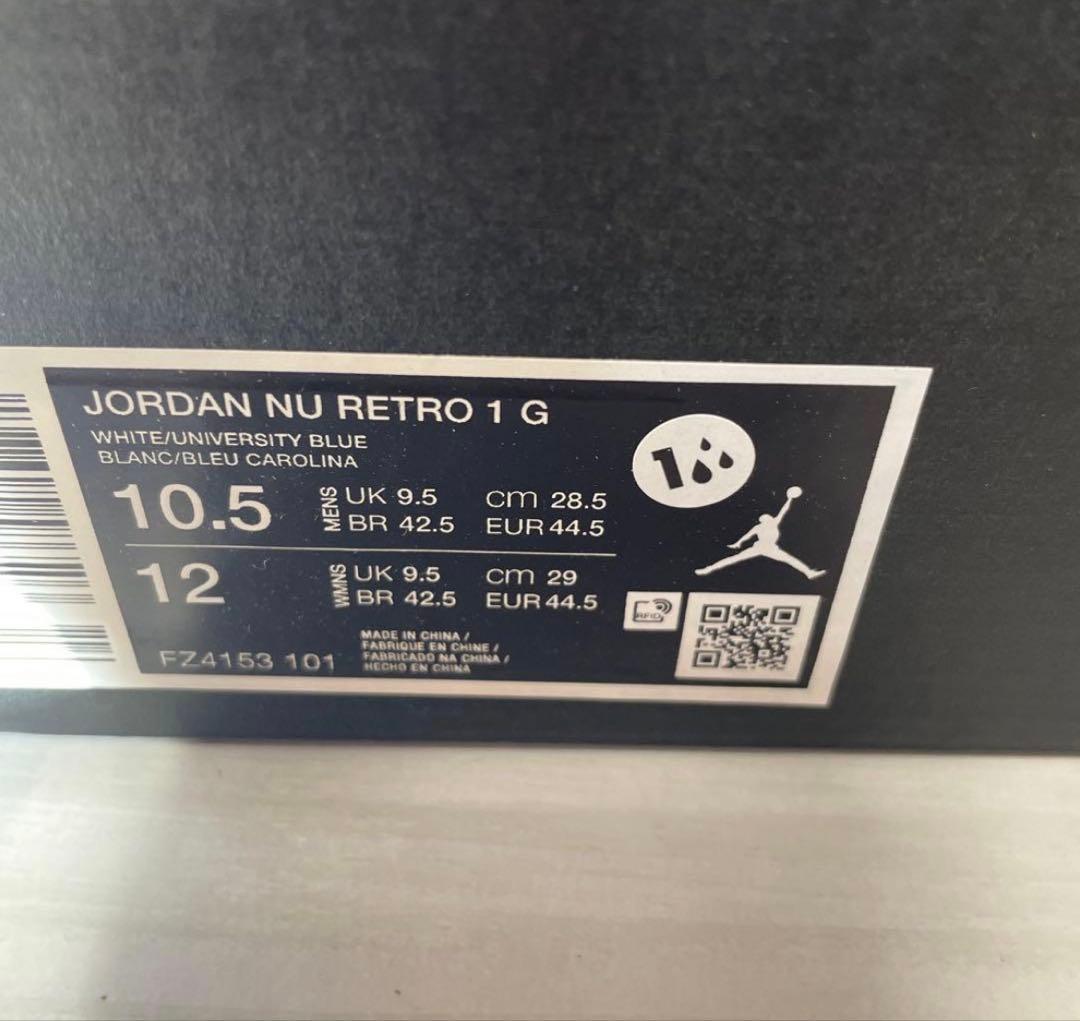 JORDAN NU RETRO 1 G
WHITE/UNIVERSITY BLUE
BLANC/BLEU CAROLINA
10.5 MENS UK 9.5 cm 28.5
BR 42.5 EUR 44.5
12 WMNS UK 9.5 cm 29
BR 42.5 EUR 44.5
FZ4153 101
MADE IN CHINA /
FABRIQUE EN CHINE /
FABRICADO NA CHINA /
HECHO EN CHINA
1
RFID